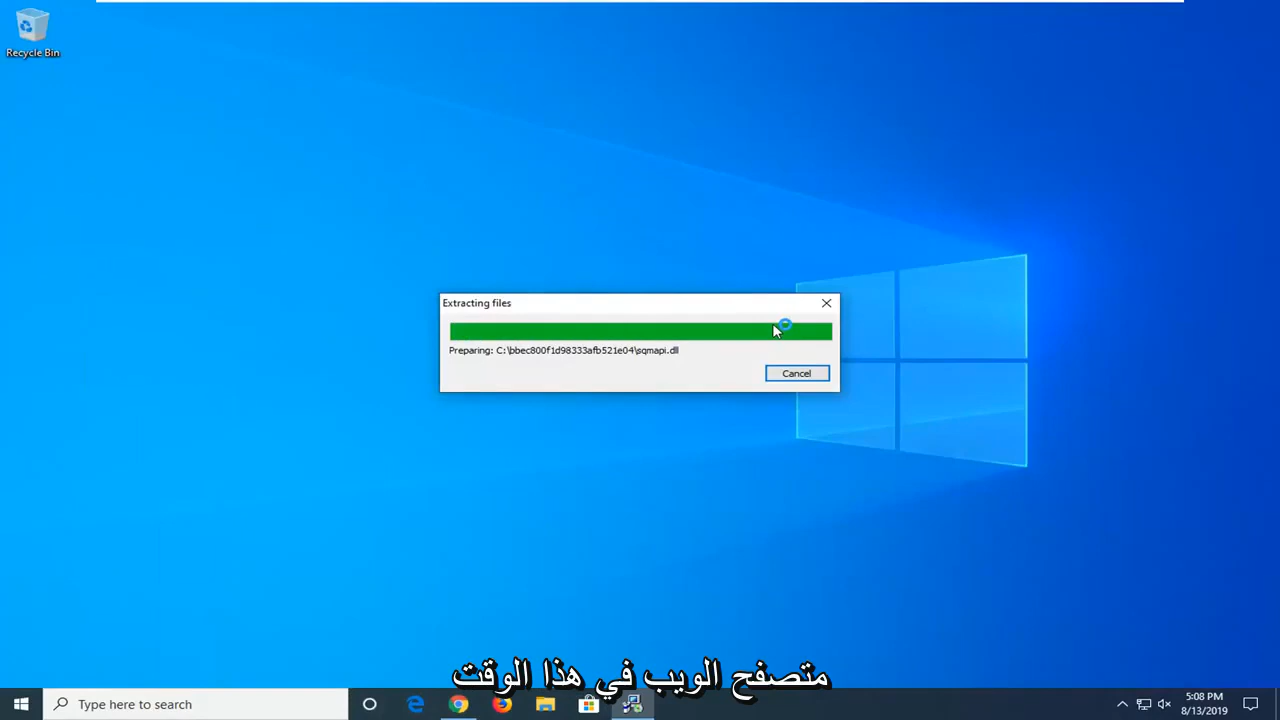 Recycle Bin
Extracting files
Preparing: C:\bbec800f1d98333afb521e04\sqmapi.dll
Cancel
متصفح الويب في هذا الوقت
Type here to search
5:08 PM
8/13/2019